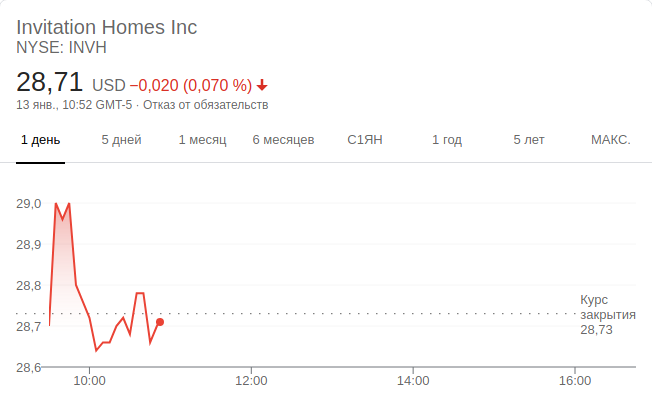 Invitation Homes Inc
NYSE: INVH
28,71 USD −0,020 (0,070 %)
13 янв., 10:52 GMT-5 · Отказ от обязательств
1 день 5 дней 1 месяц 6 месяцев С1ЯН 1 год 5 лет МАКС.
29,0
28,9
28,8
28,7
28,6
Курс
закрытия
28,73
10:00 12:00 14:00 16:00